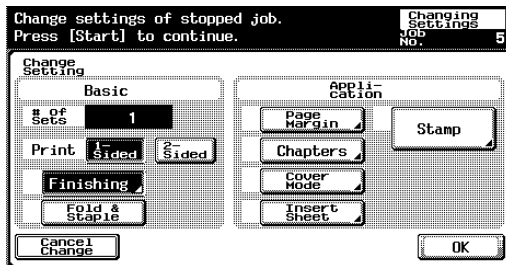 Change settings of stopped job.
Press [Start] to continue.
Changing
Settings
Job
No. 5
Change
Setting
Basic
# of
Sets 1
Print 1-
Sided 2-
Sided
Finishing
Fold &
Staple
Appli-
cation
Page
Margin
Stamp
Chapters
Cover
Mode
Insert
Sheet
Cancel
Change
OK